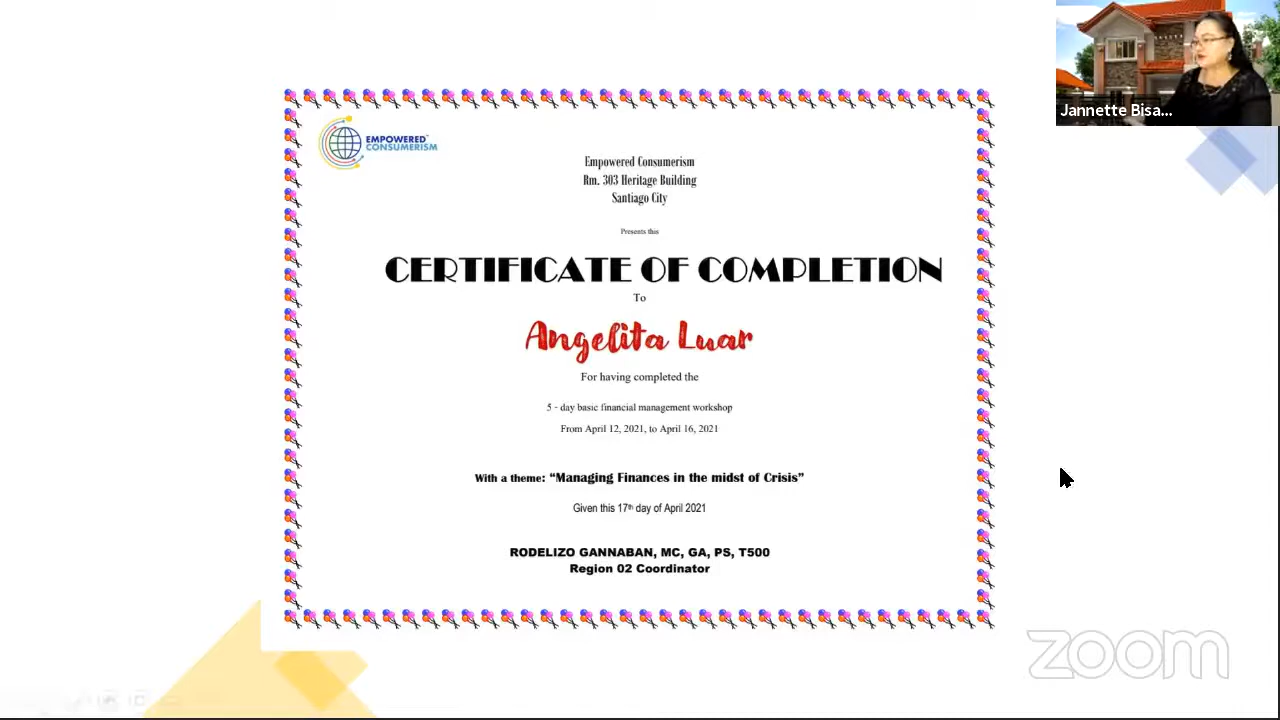 Jannette Bisa...
EMPOWERED™
CONSUMERISM
Empowered Consumerism
Rm. 303 Heritage Building
Santiago City
Presents this
CERTIFICATE OF COMPLETION
To
Angelita Luar
For having completed the
5 - day basic financial management workshop
From April 12, 2021, to April 16, 2021
With a theme: “Managing Finances in the midst of Crisis”
Given this 17th day of April 2021
RODELIZO GANNABAN, MC, GA, PS, T500
Region 02 Coordinator
zoom